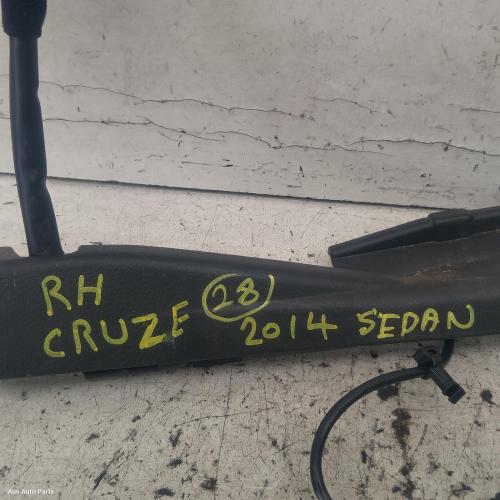 RH
CRUZE 28 2014 SEDAN
Aus Auto Parts